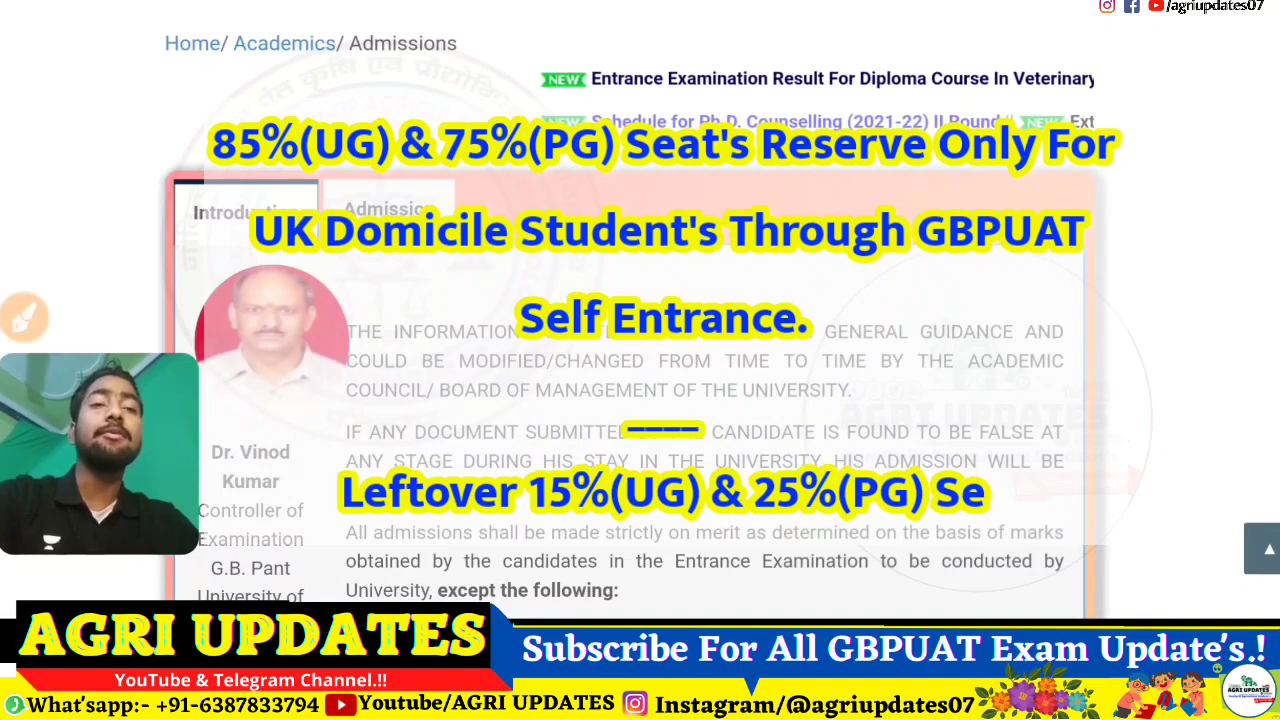 /agriupdates07
Home/ Academics/ Admissions
NEW Entrance Examination Result For Diploma Course In Veterinary
NEW Schedule for Ph.D. Counselling (2021-22) II Round NEW Ext
85%(UG) & 75%(PG) Seat's Reserve Only For
Admission
UK Domicile Student's Through GBPUAT
Self Entrance.
THE INFORMATION GENERAL GUIDANCE AND
COULD BE MODIFIED/CHANGED FROM TIME TO TIME BY THE ACADEMIC
COUNCIL/ BOARD OF MANAGEMENT OF THE UNIVERSITY.
IF ANY DOCUMENT SUBMITTED CANDIDATE IS FOUND TO BE FALSE AT
ANY STAGE DURING HIS STAY IN THE UNIVERSITY, HIS ADMISSION WILL BE
Leftover 15%(UG) & 25%(PG) Se
All admissions shall be made strictly on merit as determined on the basis of marks
obtained by the candidates in the Entrance Examination to be conducted by
University, except the following:
Dr. Vinod
Kumar
Controller of
Examination
G.B. Pant
University of
AGRI UPDATES
YouTube & Telegram Channel.!!
Subscribe For All GBPUAT Exam Update's.!
What'sapp:- +91-6387833794 Youtube/AGRI UPDATES Instagram/@agriupdates07
AGRI UPDATES